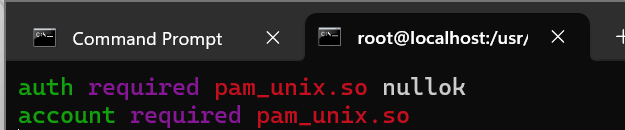 Command Prompt
root@localhost:/usr/
auth required pam_unix.so nullok
account required pam_unix.so